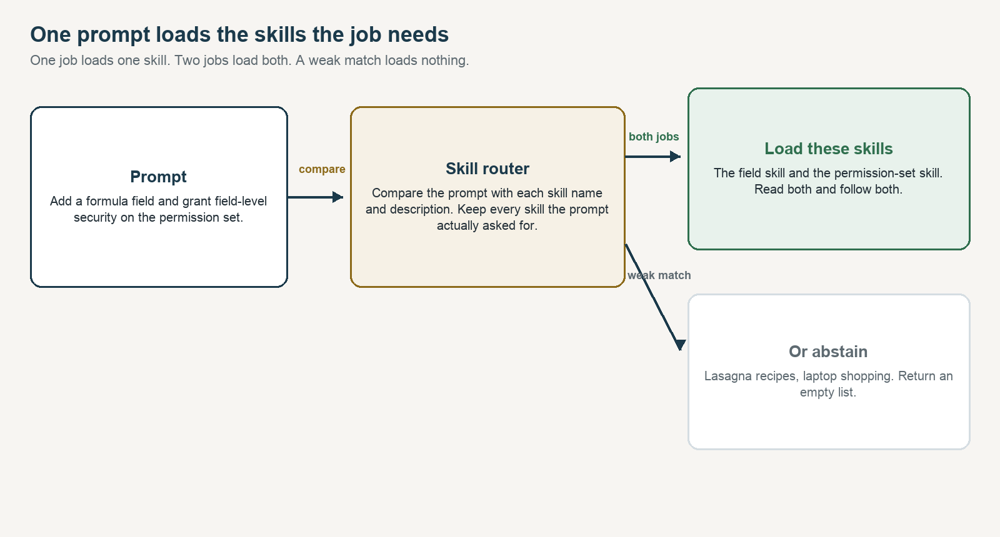 One prompt loads the skills the job needs
One job loads one skill. Two jobs load both. A weak match loads nothing.
Prompt
Add a formula field and grant field-level
security on the permission set.
compare
Skill router
Compare the prompt with each skill name
and description. Keep every skill the prompt
actually asked for.
both jobs
Load these skills
The field skill and the permission-set skill.
Read both and follow both.
weak match
Or abstain
Lasagna recipes, laptop shopping. Return an
empty list.